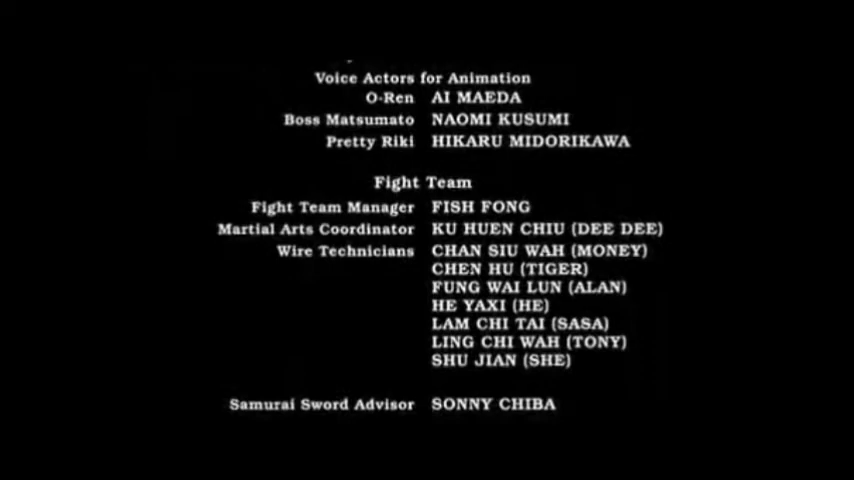 Voice Actors for Animation
O-Ren AI MAEDA
Boss Matsumato NAOMI KUSUMI
Pretty Riki HIKARU MIDORIKAWA
Fight Team
Fight Team Manager FISH FONG
Martial Arts Coordinator KU HUEN CHIU (DEE DEE)
Wire Technicians CHAN SIU WAH (MONEY)
CHEN HU (TIGER)
FUNG WAI LUN (ALAN)
HE YAXI (HE)
LAM CHI TAI (SASA)
LING CHI WAH (TONY)
SHU JIAN (SHE)
Samurai Sword Advisor SONNY CHIBA